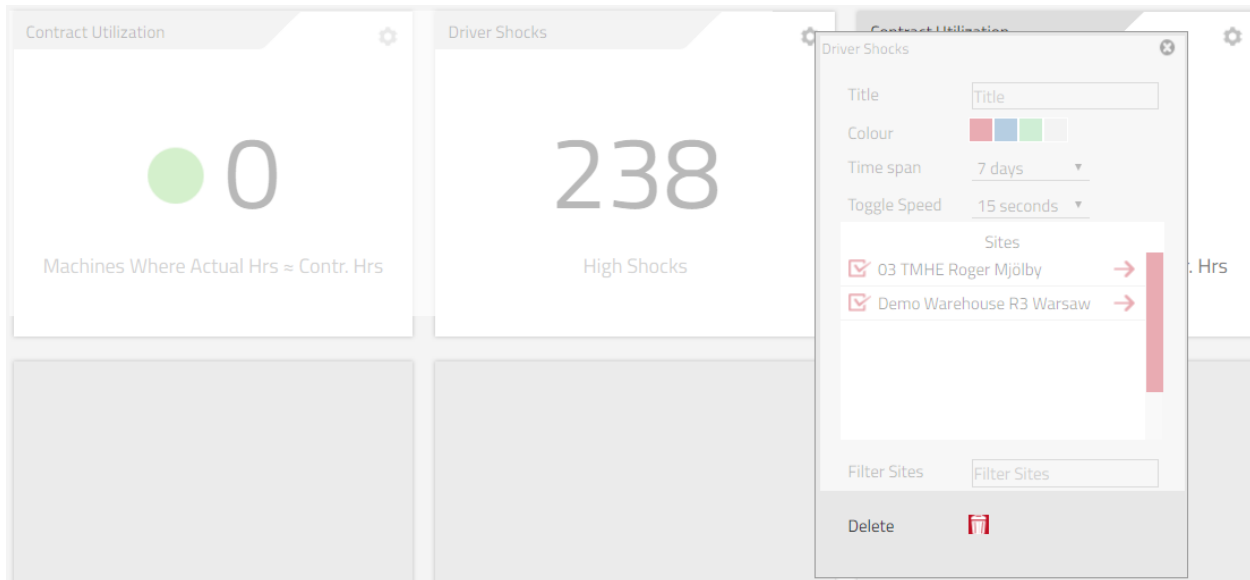 Contract Utilization
0
Machines Where Actual Hrs ≈ Contr. Hrs
Driver Shocks
238
High Shocks
Contract Utilization
. Hrs
Driver Shocks
Title
Title
Colour
Time span
7 days
Toggle Speed
15 seconds
Sites
03 TMHE Roger Mjölby
Demo Warehouse R3 Warsaw
Filter Sites
Filter Sites
Delete